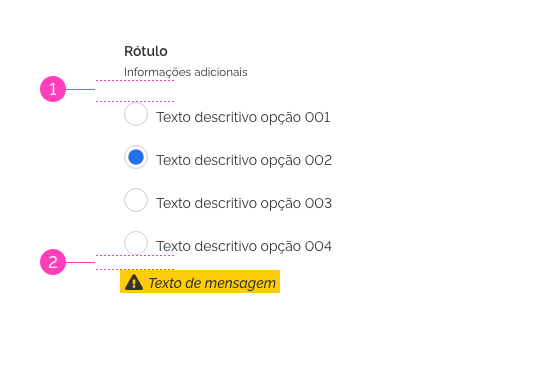 Rótulo
Informações adicionais
1
Texto descritivo opção 001
Texto descritivo opção 002
Texto descritivo opção 003
Texto descritivo opção 004
2
Texto de mensagem